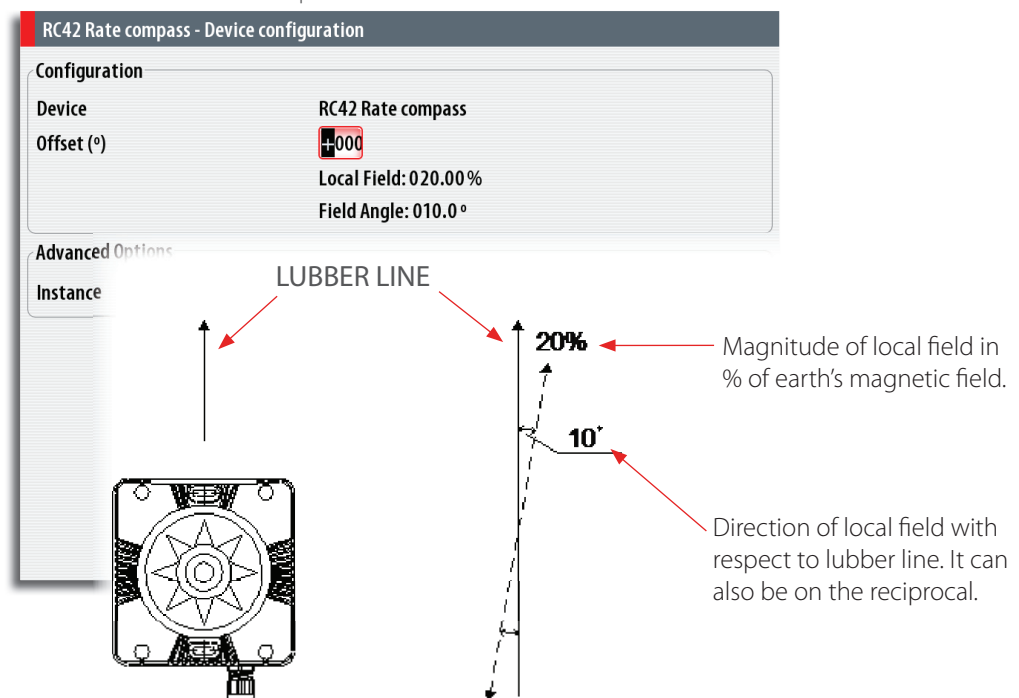 RC42 Rate compass - Device configuration
Configuration
Device RC42 Rate compass
Offset (º) +000
Local Field: 020.00%
Field Angle: 010.0 º
Advanced Options
Instance
LUBBER LINE
20%
Magnitude of local field in
% of earth's magnetic field.
10°
Direction of local field with
respect to lubber line. It can
also be on the reciprocal.